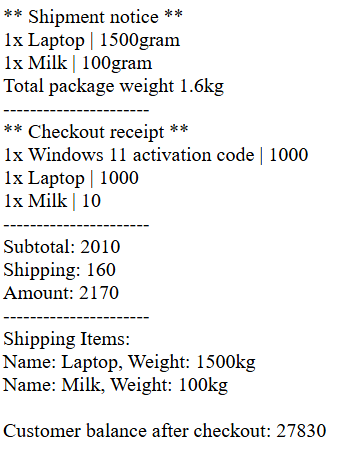 ** Shipment notice **
1x Laptop | 1500gram
1x Milk | 100gram
Total package weight 1.6kg
----------------------
** Checkout receipt **
1x Windows 11 activation code | 1000
1x Laptop | 1000
1x Milk | 10
----------------------
Subtotal: 2010
Shipping: 160
Amount: 2170
----------------------
Shipping Items:
Name: Laptop, Weight: 1500kg
Name: Milk, Weight: 100kg
Customer balance after checkout: 27830